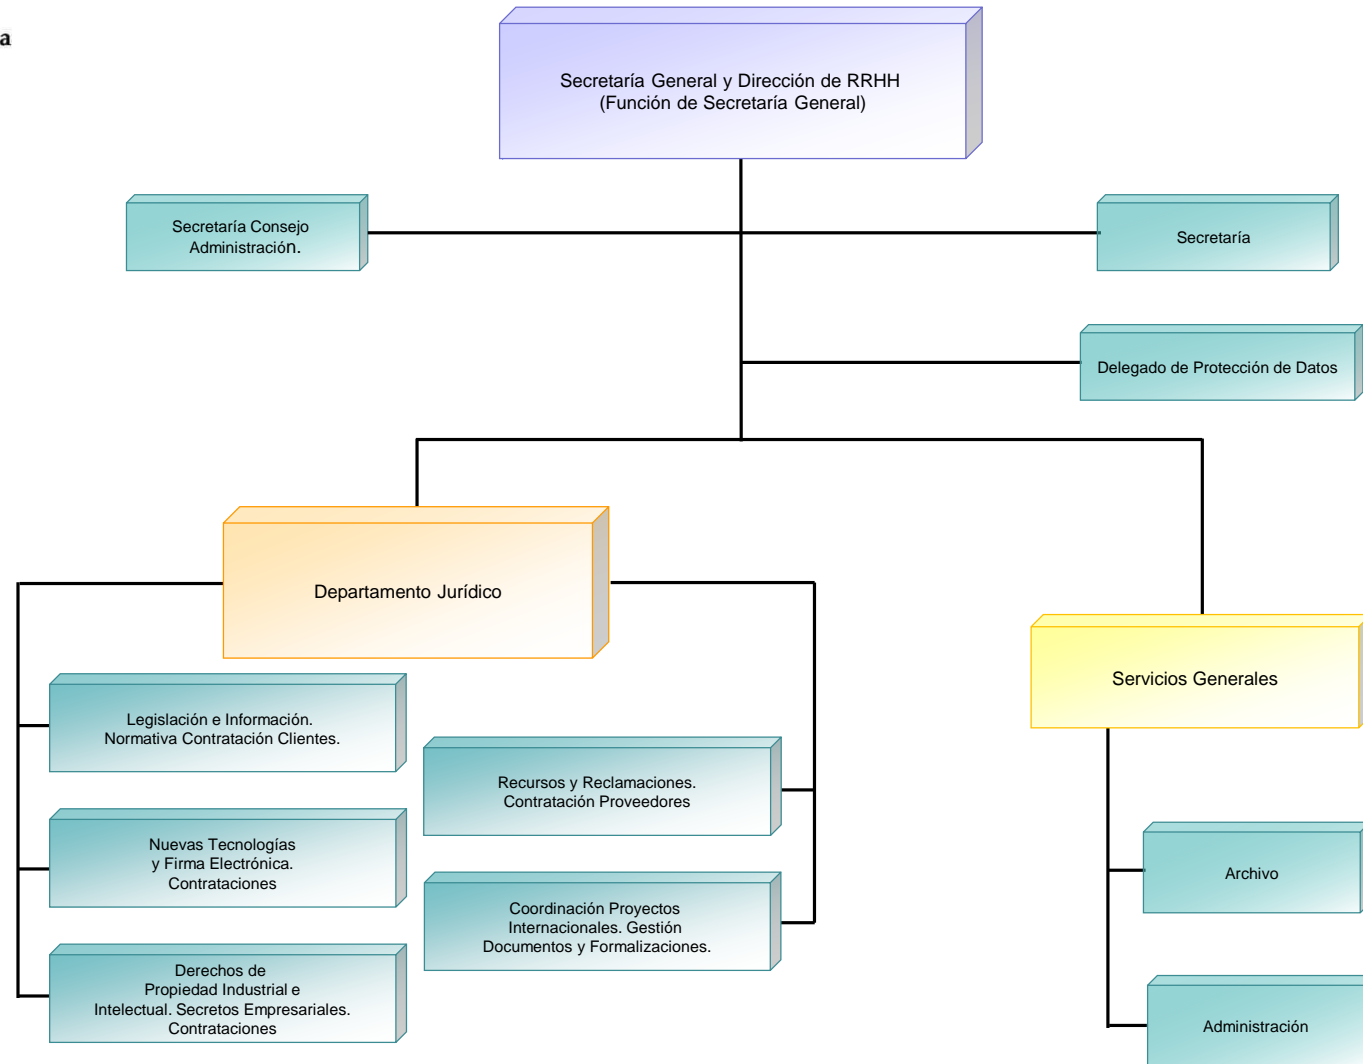 a
Secretaría General y Dirección de RRHH
(Función de Secretaría General)
Secretaría Consejo
Administración.
Secretaría
Delegado de Protección de Datos
Departamento Jurídico
Servicios Generales
Legislación e Información.
Normativa Contratación Clientes.
Recursos y Reclamaciones.
Contratación Proveedores
Nuevas Tecnologías
y Firma Electrónica.
Contrataciones
Archivo
Coordinación Proyectos
Internacionales. Gestión
Documentos y Formalizaciones.
Derechos de
Propiedad Industrial e
Intelectual. Secretos Empresariales.
Contrataciones
Administración